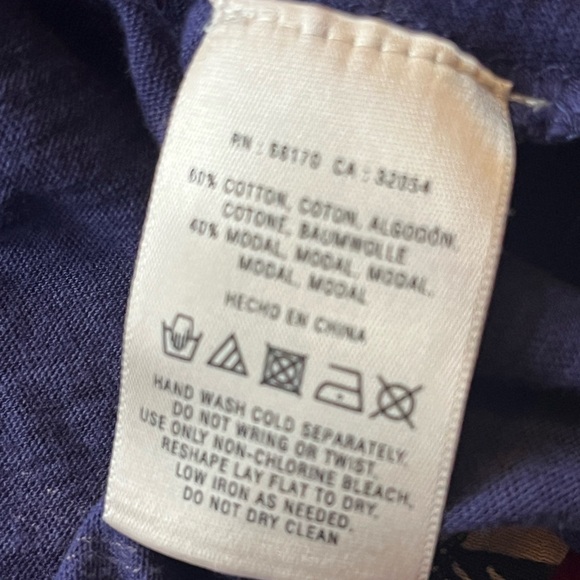 RN : 66170 CA : 32054
60% COTTON, COTON, ALGODÓN,
COTONE, BAUMWOLLE
40% MODAL, MODAL, MODAL,
MODAL, MODAL
HECHO EN CHINA
HAND WASH COLD SEPARATELY.
DO NOT WRING OR TWIST.
USE ONLY NON-CHLORINE BLEACH,
RESHAPE LAY FLAT TO DRY.
LOW IRON AS NEEDED.
DO NOT DRY CLEAN